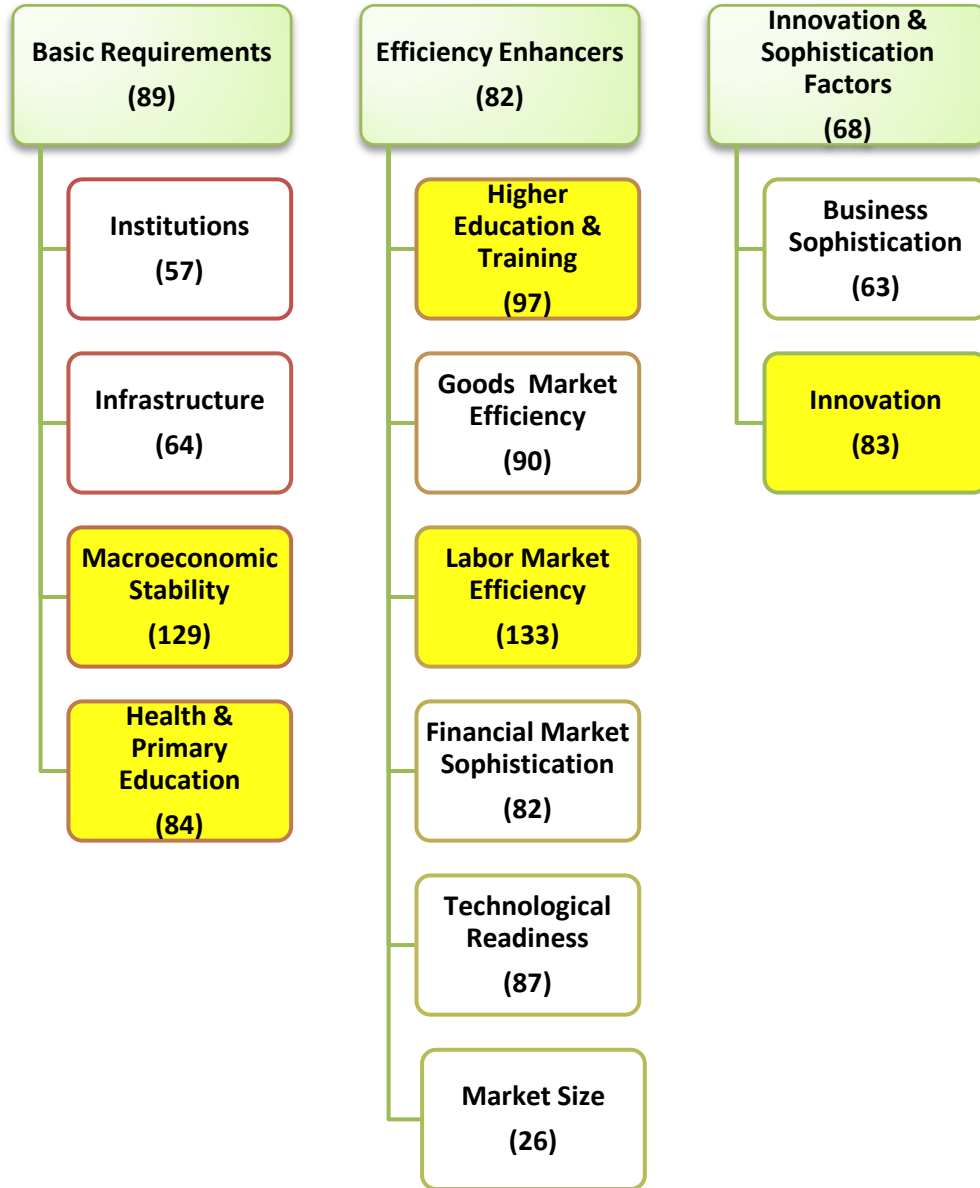 Basic Requirements
(89)
Institutions
(57)
Infrastructure
(64)
Macroeconomic
Stability
(129)
Health &
Primary
Education
(84)
Efficiency Enhancers
(82)
Higher
Education &
Training
(97)
Goods  Market
Efficiency
(90)
Labor Market
Efficiency
(133)
Financial Market
Sophistication
(82)
Technological
Readiness
(87)
Market Size
(26)
Innovation &
Sophistication
Factors
(68)
Business
Sophistication
(63)
Innovation
(83)